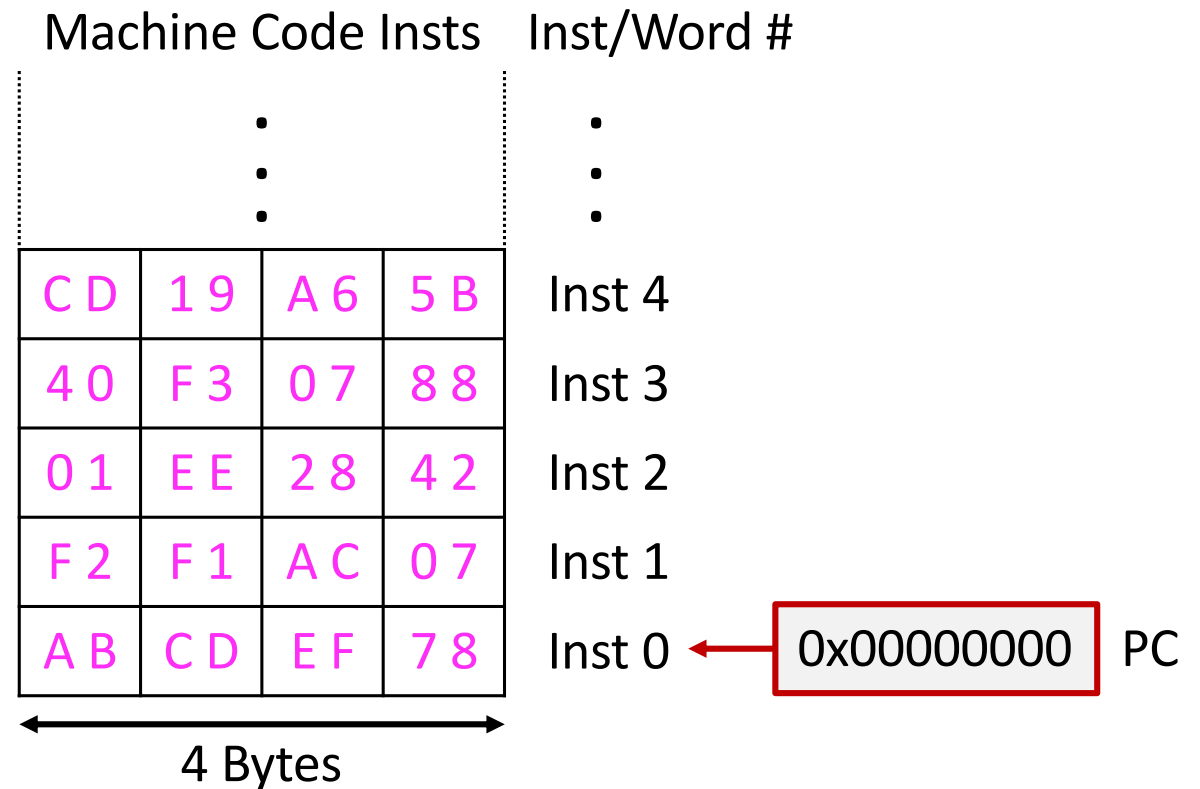 Machine Code Insts Inst/Word #
C D 1 9 A 6 5 B Inst 4
4 0 F 3 0 7 8 8 Inst 3
0 1 E E 2 8 4 2 Inst 2
F 2 F 1 A C 0 7 Inst 1
A B C D E F 7 8 Inst 0 0x00000000 PC
4 Bytes